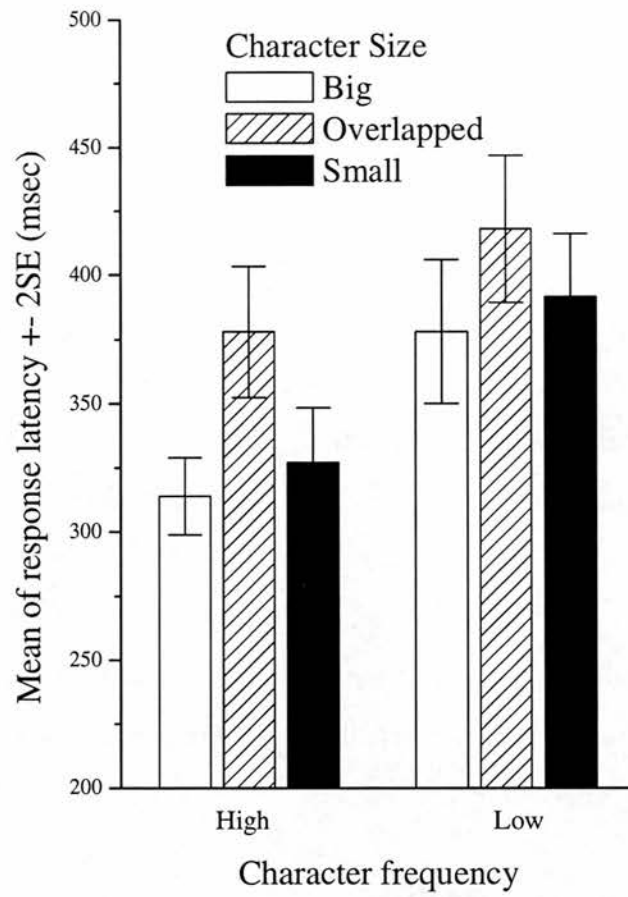 500
450
400
350
300
250
200
Mean of response latency +- 2SE (msec)
Character Size
Big
Overlapped
Small
High
Low
Character frequency